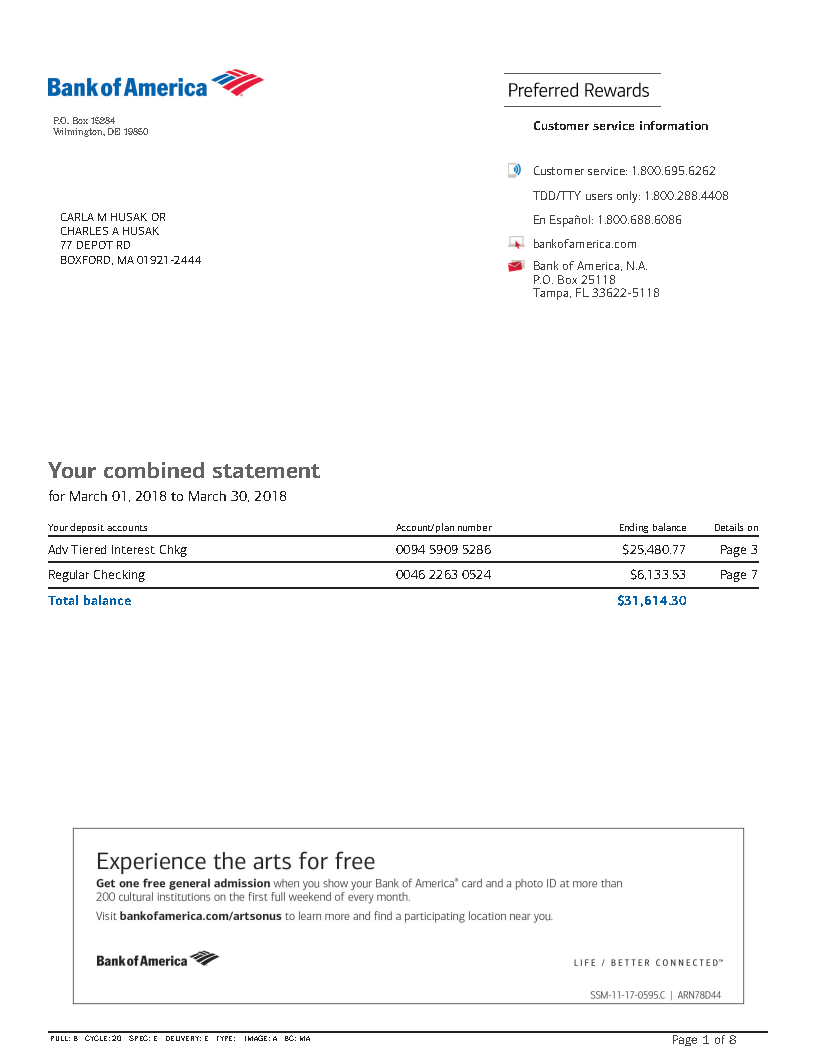 Bank of America
Preferred Rewards
P.O. Box 15284
Wilmington, DE 19850
Customer service information
Customer service: 1.800.695.6262
TDD/TTY users only: 1.800.288.4408
En Español: 1.800.688.6086
bankofamerica.com
Bank of America, N.A.
P.O. Box 25118
Tampa, FL 33622-5118
CARLA M HUSAK OR
CHARLES A HUSAK
77 DEPOT RD
BOXFORD, MA 01921-2444
Your combined statement
for March 01, 2018 to March 30, 2018
Your deposit accounts Account/plan number Ending balance Details on
Adv Tiered Interest Chkg 0094 5909 5286 $25,480.77 Page 3
Regular Checking 0046 2263 0524 $6,133.53 Page 7
Total balance $31,614.30
Experience the arts for free
Get one free general admission when you show your Bank of America® card and a photo ID at more than
200 cultural institutions on the first full weekend of every month.
Visit bankofamerica.com/artsonus to learn more and find a participating location near you.
Bank of America
LIFE / BETTER CONNECTED™
SSM-11-17-0595.C | ARN78D44
PULL: B CYCLE: 20 SPEC: E DELIVERY: E TYPE: IMAGE: A BC: MA
Page 1 of 8